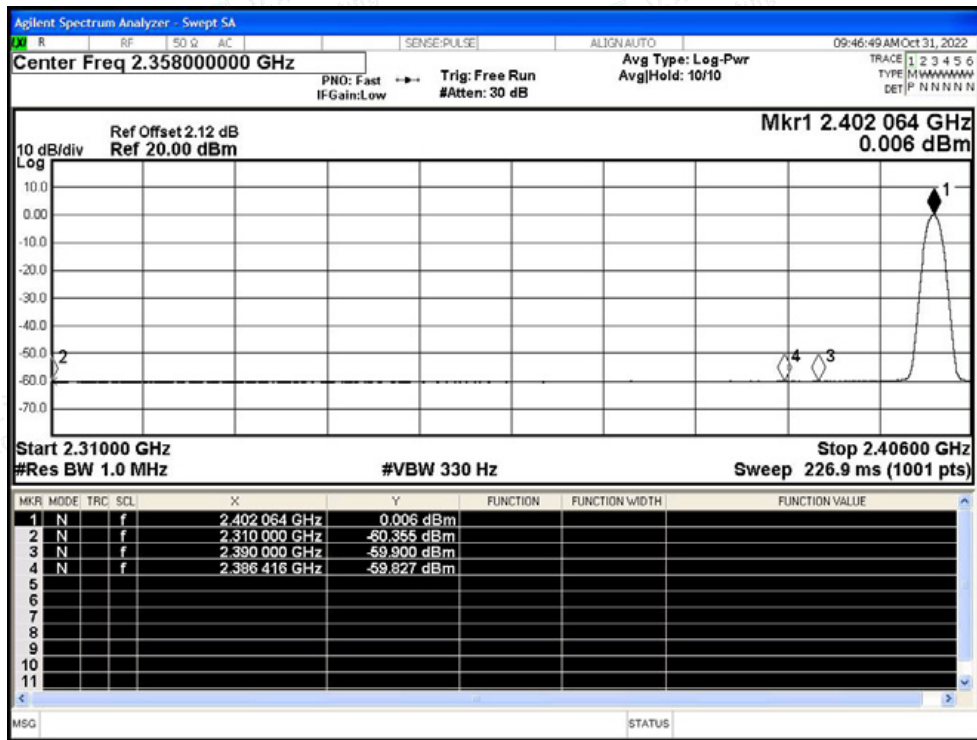 Agilent Spectrum Analyzer - Swept SA
LXI R RF 50 Ω AC SENSE:PULSE ALIGNAUTO 09:46:49 AM Oct 31, 2022
Center Freq 2.358000000 GHz
PNO: Fast Trig: Free Run Avg Type: Log-Pwr TRACE 1 2 3 4 5 6
IFGain:Low #Atten: 30 dB Avg|Hold: 10/10 TYPE M WWWWW
DET P N N N N N
Mkr1 2.402 064 GHz
0.006 dBm
Ref Offset 2.12 dB
10 dB/div Ref 20.00 dBm
Log
10.0
0.00
-10.0
-20.0
-30.0
-40.0
-50.0
-60.0
-70.0
1
2
4
3
Start 2.31000 GHz Stop 2.40600 GHz
#Res BW 1.0 MHz #VBW 330 Hz Sweep 226.9 ms (1001 pts)
MKR MODE TRC SCL X Y FUNCTION FUNCTION WIDTH FUNCTION VALUE
1 N f 2.402 064 GHz 0.006 dBm
2 N f 2.310 000 GHz -60.355 dBm
3 N f 2.390 000 GHz -59.900 dBm
4 N f 2.386 416 GHz -59.827 dBm
5
6
7
8
9
10
11
MSG STATUS